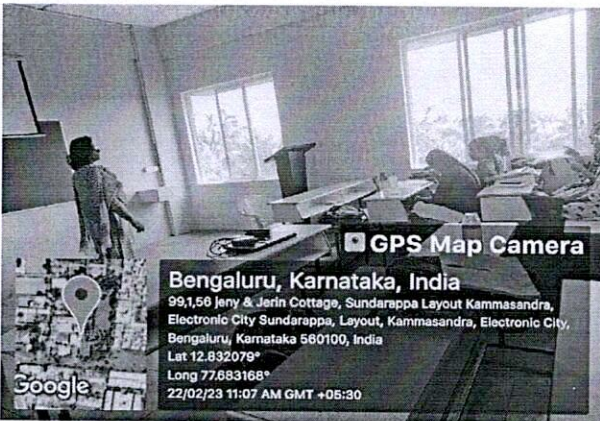 GPS Map Camera
Bengaluru, Karnataka, India
99,1,56 Jeny & Jerin Cottage, Sundarappa Layout Kammasandra,
Electronic City Sundarappa, Layout, Kammasandra, Electronic City,
Bengaluru, Karnataka 560100, India
Lat 12.832079°
Long 77.683168°
22/02/23 11:07 AM GMT +05:30
Google